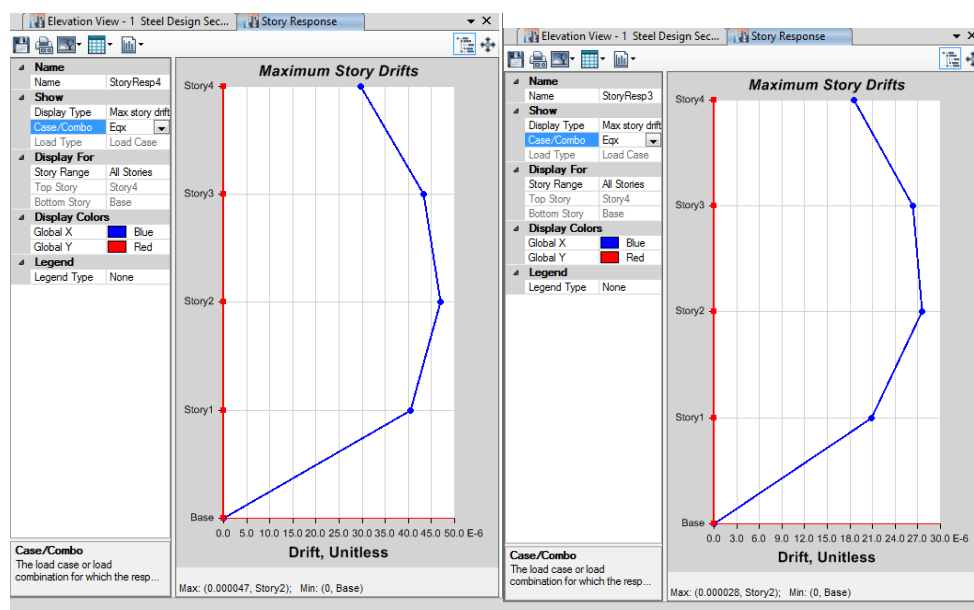 Elevation View - 1 Steel Design Sec...
Story Response
Name
Name StoryResp4
Show
Display Type Max story drift
Case/Combo Eqx
Load Type Load Case
Display For
Story Range All Stories
Top Story Story4
Bottom Story Base
Display Colors
Global X Blue
Global Y Red
Legend
Legend Type None
Case/Combo
The load case or load
combination for which the resp...
Maximum Story Drifts
Story4
Story3
Story2
Story1
Base
0.0 5.0 10.0 15.0 20.0 25.0 30.0 35.0 40.0 45.0 50.0 E-6
Drift, Unitless
Max: (0.000047, Story2); Min: (0, Base)
Elevation View - 1 Steel Design Sec...
Story Response
Name
Name StoryResp3
Show
Display Type Max story drift
Case/Combo Eqx
Load Type Load Case
Display For
Story Range All Stories
Top Story Story4
Bottom Story Base
Display Colors
Global X Blue
Global Y Red
Legend
Legend Type None
Case/Combo
The load case or load
combination for which the resp...
Maximum Story Drifts
Story4
Story3
Story2
Story1
Base
0.0 3.0 6.0 9.0 12.0 15.0 18.0 21.0 24.0 27.0 30.0 E-6
Drift, Unitless
Max: (0.000028, Story2); Min: (0, Base)